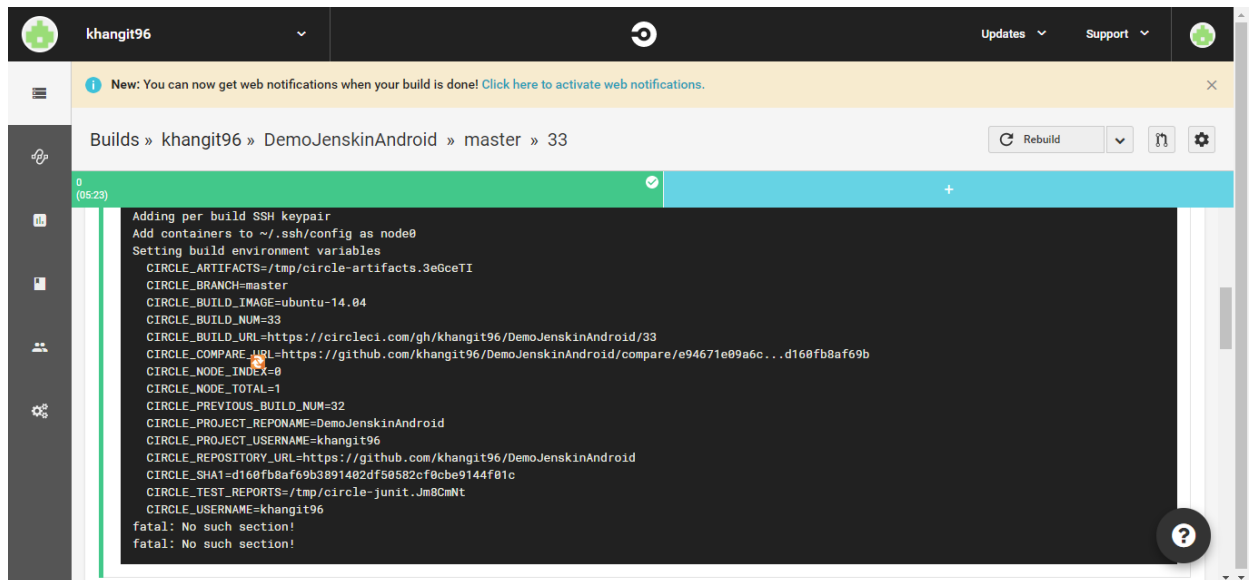 khangit96
Updates
Support
New: You can now get web notifications when your build is done! Click here to activate web notifications.
Builds » khangit96 » DemoJenskinAndroid » master » 33
Rebuild
0
(05:23)
+
Adding per build SSH keypair
Add containers to ~/.ssh/config as node0
Setting build environment variables
CIRCLE_ARTIFACTS=/tmp/circle-artifacts.3eGceTI
CIRCLE_BRANCH=master
CIRCLE_BUILD_IMAGE=ubuntu-14.04
CIRCLE_BUILD_NUM=33
CIRCLE_BUILD_URL=https://circleci.com/gh/khangit96/DemoJenskinAndroid/33
CIRCLE_COMPARE_URL=https://github.com/khangit96/DemoJenskinAndroid/compare/e94671e09a6c...d160fb8af69b
CIRCLE_NODE_INDEX=0
CIRCLE_NODE_TOTAL=1
CIRCLE_PREVIOUS_BUILD_NUM=32
CIRCLE_PROJECT_REPONAME=DemoJenskinAndroid
CIRCLE_PROJECT_USERNAME=khangit96
CIRCLE_REPOSITORY_URL=https://github.com/khangit96/DemoJenskinAndroid
CIRCLE_SHA1=d160fb8af69b3891402df50582cf0cbe9144f01c
CIRCLE_TEST_REPORTS=/tmp/circle-junit.Jm8CmNt
CIRCLE_USERNAME=khangit96
fatal: No such section!
fatal: No such section!
?